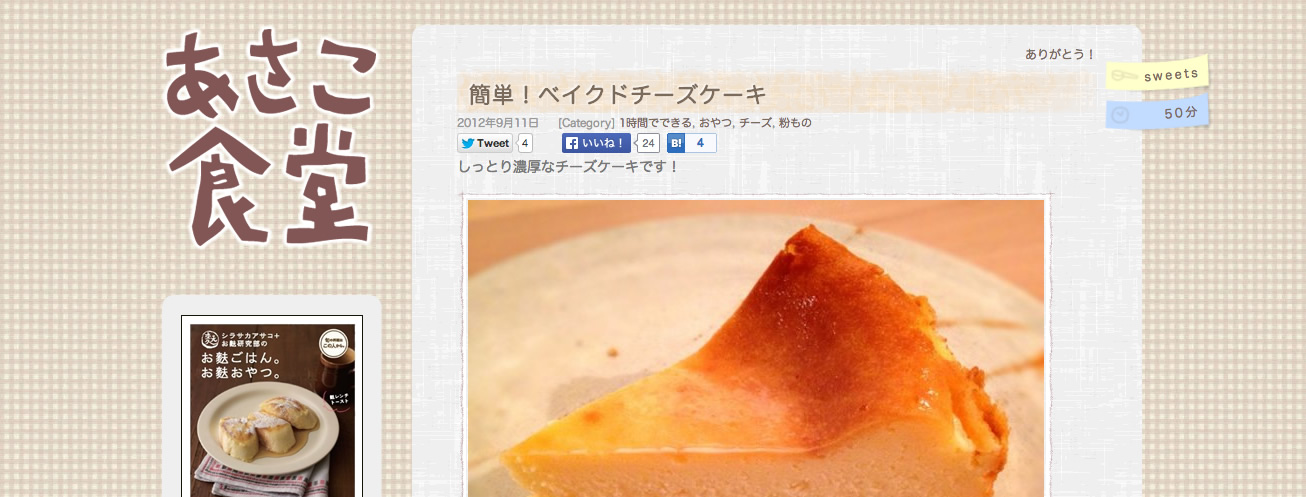 あさこ
食堂
ありがとう！
sweets
50分
簡単！ベイクドチーズケーキ
2012年9月11日 [Category] 1時間でできる, おやつ, チーズ, 粉もの
Tweet 4 いいね！ 24 B! 4
しっとり濃厚なチーズケーキです！
シラサカアサコ+
お麩研究部の
お麩ごはん。
お麩おやつ。